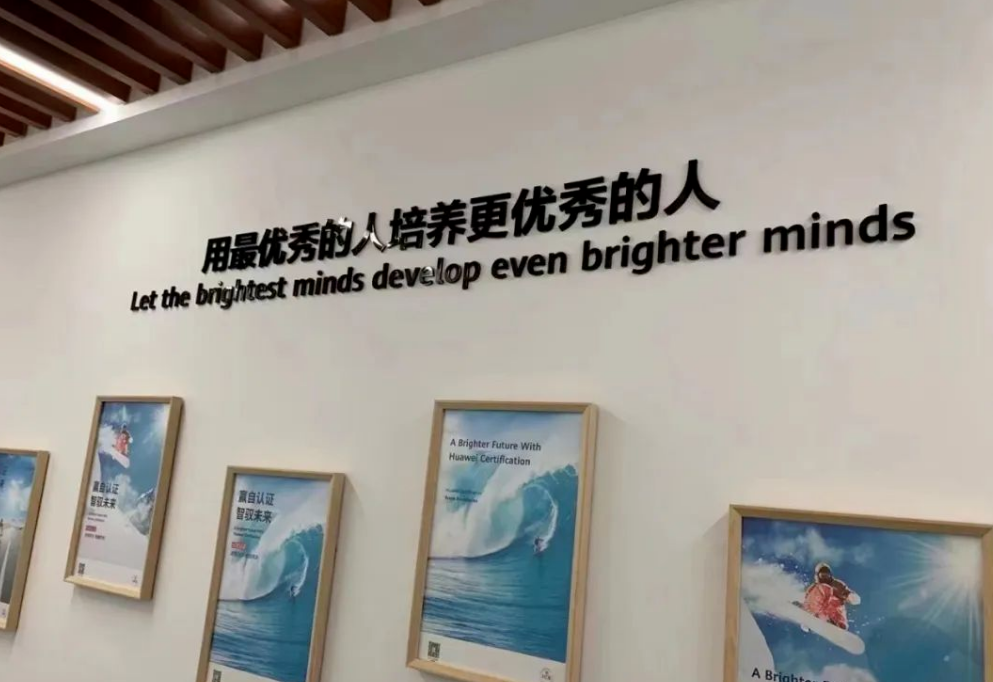 用最优秀的人培养更优秀的人
Let the brightest minds develop even brighter minds
赢自认证
智驭未来
赢自认证
智驭未来
A Brighter Future With
Huawei Certification
A Brighter